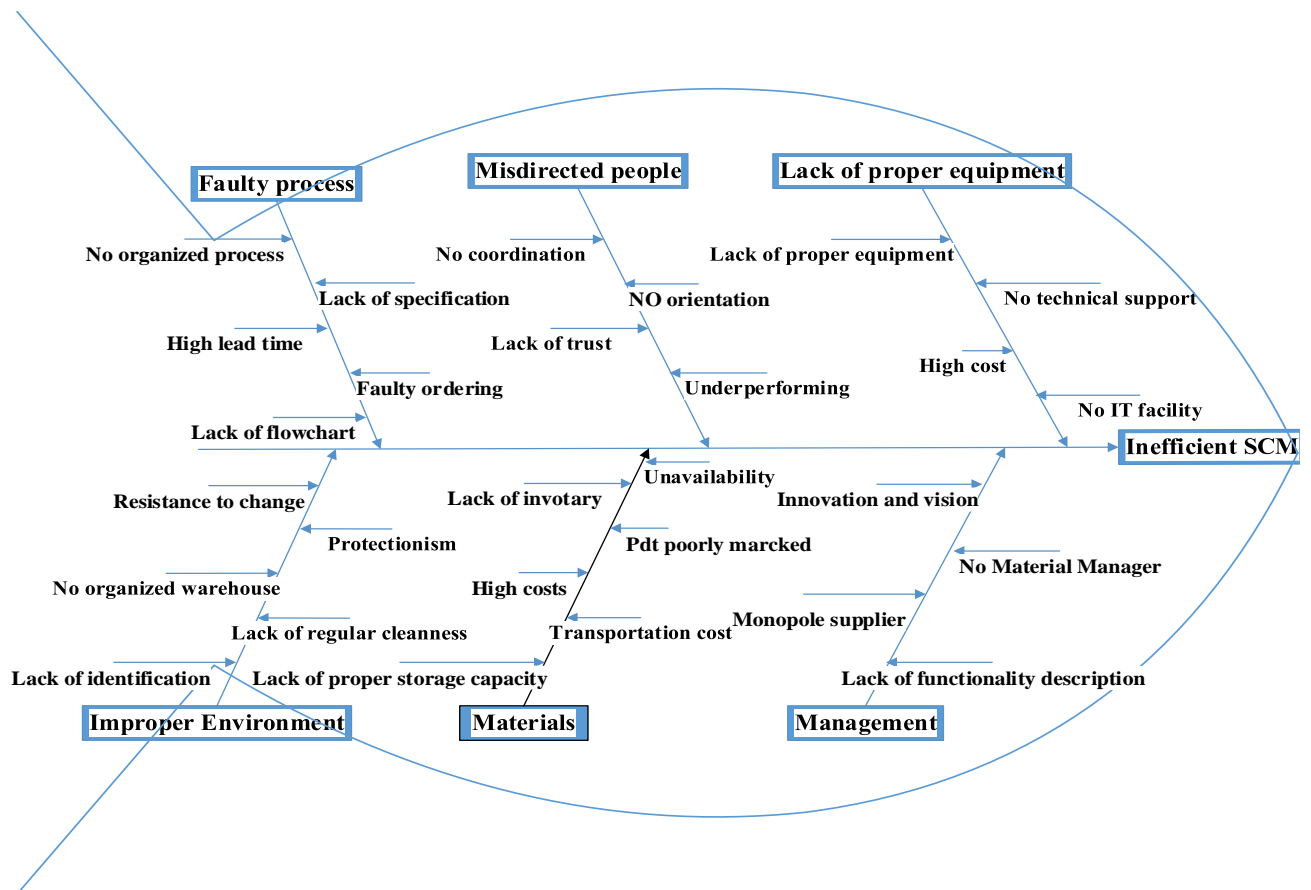 Faulty process
Misdirected people
Lack of proper equipment
No organized process
No coordination
Lack of proper equipment
Lack of specification
NO orientation
No technical support
High lead time
Lack of trust
High cost
Faulty ordering
Underperforming
No IT facility
Lack of flowchart
Inefficient SCM
Unavailability
Resistance to change
Lack of invotary
Innovation and vision
Protectionism
Pdt poorly marcked
No Material Manager
No organized warehouse
High costs
Monopole supplier
Lack of regular cleanness
Transportation cost
Lack of identification
Lack of proper storage capacity
Lack of functionality description
Improper Environment
Materials
Management